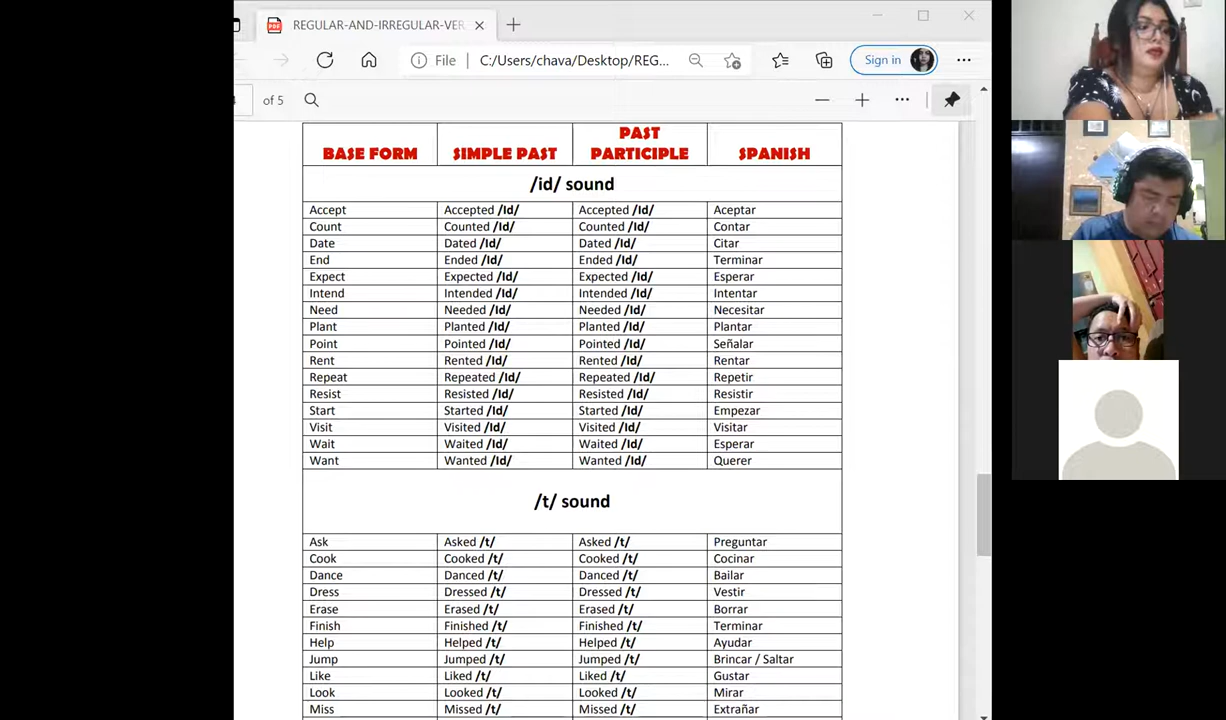 REGULAR-AND-IRREGULAR-VER
File C:/Users/chava/Desktop/REG... Sign in
of 5
BASE FORM SIMPLE PAST PAST PARTICIPLE SPANISH
/id/ sound
Accept Accepted /Id/ Accepted /Id/ Aceptar
Count Counted /Id/ Counted /Id/ Contar
Date Dated /Id/ Dated /Id/ Citar
End Ended /Id/ Ended /Id/ Terminar
Expect Expected /Id/ Expected /Id/ Esperar
Intend Intended /Id/ Intended /Id/ Intentar
Need Needed /Id/ Needed /Id/ Necesitar
Plant Planted /Id/ Planted /Id/ Plantar
Point Pointed /Id/ Pointed /Id/ Señalar
Rent Rented /Id/ Rented /Id/ Rentar
Repeat Repeated /Id/ Repeated /Id/ Repetir
Resist Resisted /Id/ Resisted /Id/ Resistir
Start Started /Id/ Started /Id/ Empezar
Visit Visited /Id/ Visited /Id/ Visitar
Wait Waited /Id/ Waited /Id/ Esperar
Want Wanted /Id/ Wanted /Id/ Querer
/t/ sound
Ask Asked /t/ Asked /t/ Preguntar
Cook Cooked /t/ Cooked /t/ Cocinar
Dance Danced /t/ Danced /t/ Bailar
Dress Dressed /t/ Dressed /t/ Vestir
Erase Erased /t/ Erased /t/ Borrar
Finish Finished /t/ Finished /t/ Terminar
Help Helped /t/ Helped /t/ Ayudar
Jump Jumped /t/ Jumped /t/ Brincar / Saltar
Like Liked /t/ Liked /t/ Gustar
Look Looked /t/ Looked /t/ Mirar
Miss Missed /t/ Missed /t/ Extrañar